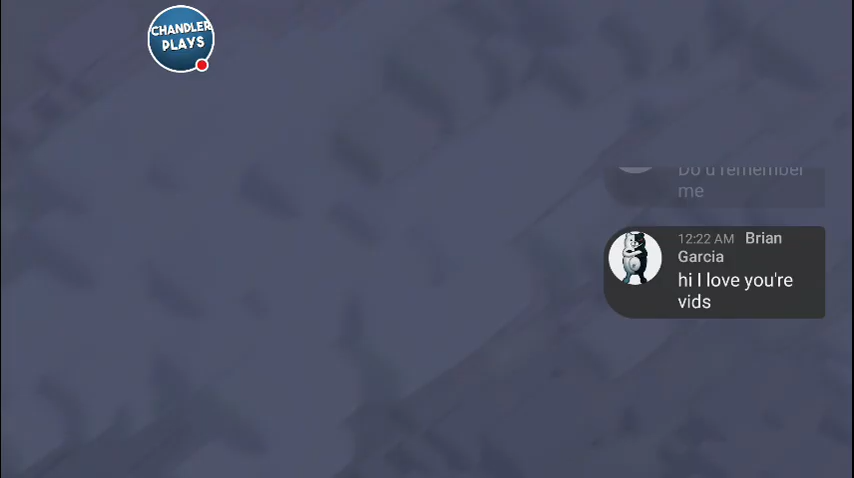 CHANDLER
PLAYS
Do u remember
me
12:22 AM Brian
Garcia
hi I love you're
vids